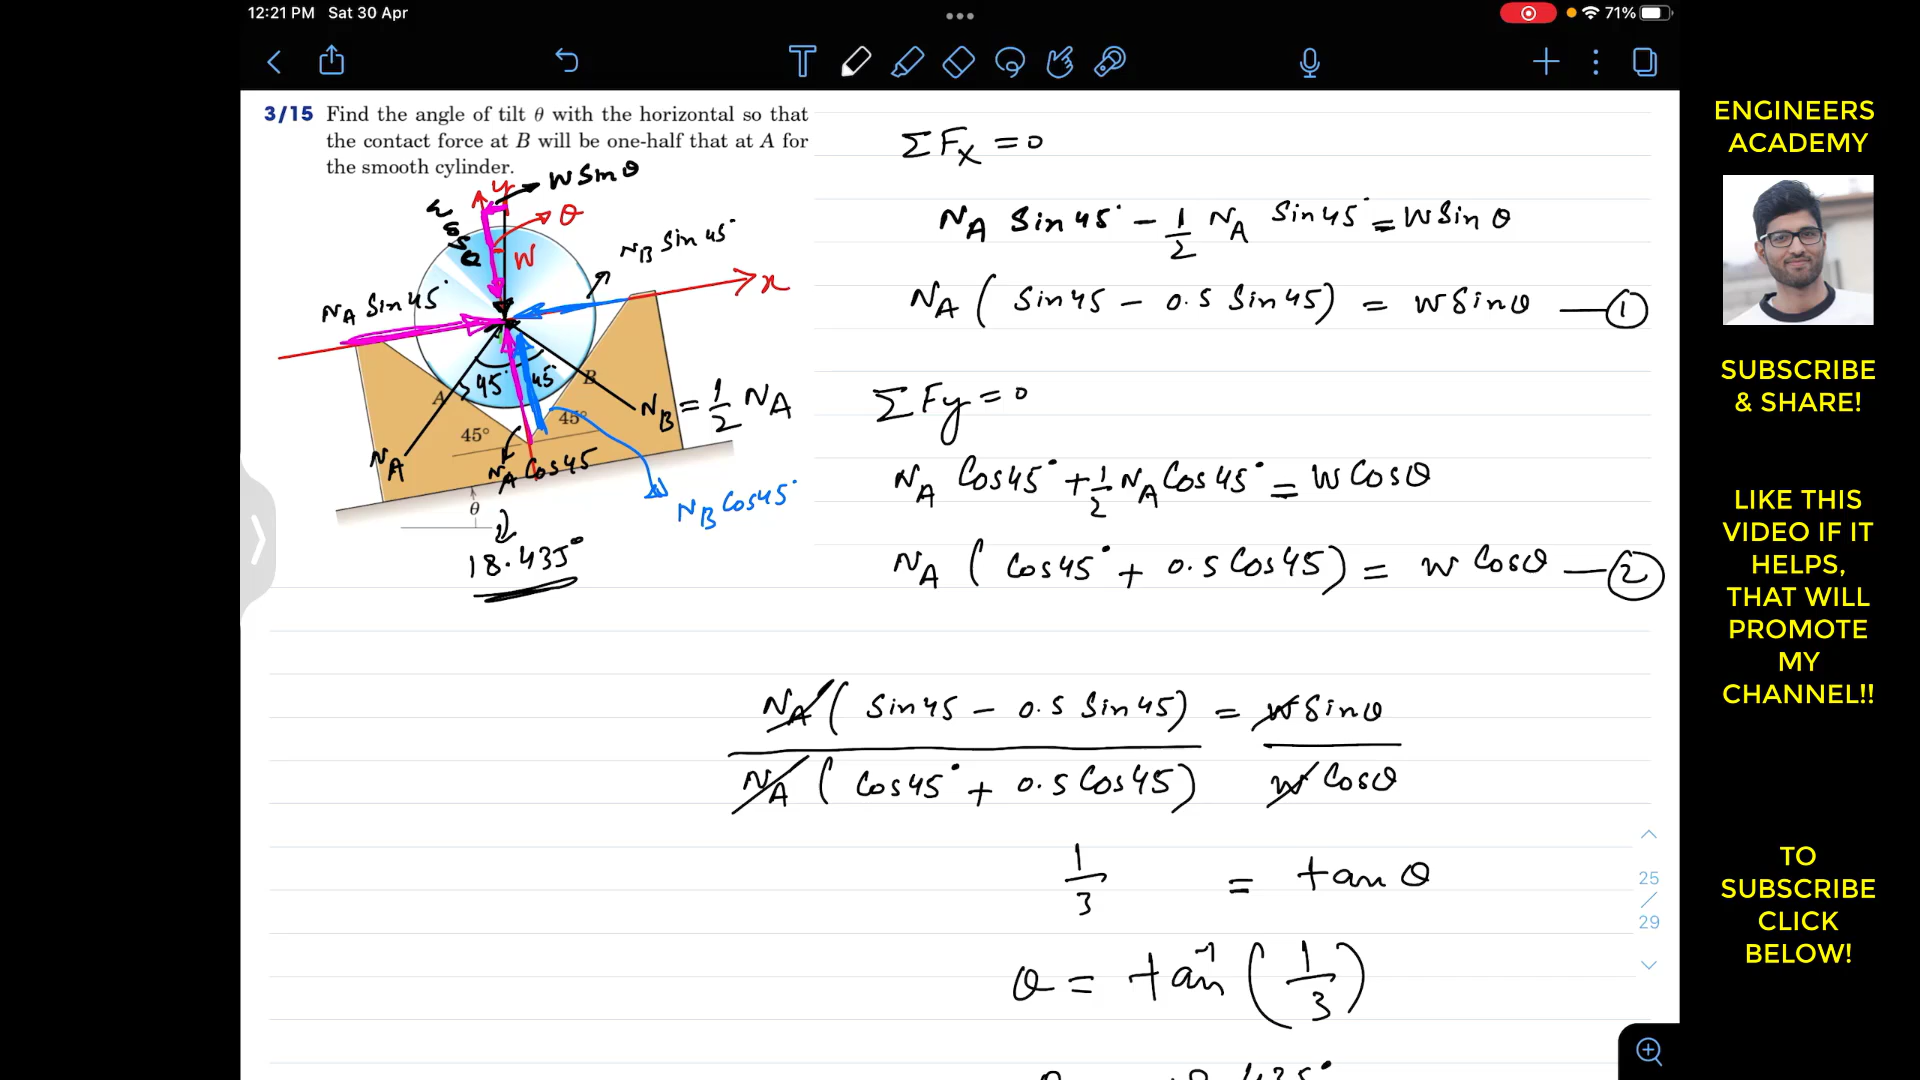 12:21 PM Sat 30 Apr
71%
3/15 Find the angle of tilt θ with the horizontal so that
the contact force at B will be one-half that at A for
the smooth cylinder.
W Sin θ
y
θ
W Cos θ
W
N_B Sin 45°
N_A Sin 45°
x
45° 45°
A
B
N_B = 1/2 N_A
45°
45°
N_A
N_A Cos 45
N_B Cos 45°
θ
18.435°
ΣFx = 0
N_A Sin 45° - 1/2 N_A Sin 45° = W Sin θ
N_A ( Sin 45 - 0.5 Sin 45 ) = W Sin θ — ①
ΣFy = 0
N_A Cos 45° + 1/2 N_A Cos 45° = W Cos θ
N_A ( Cos 45° + 0.5 Cos 45 ) = W Cos θ — ②
N_A ( Sin 45 - 0.5 Sin 45 ) = W Sin θ
N_A ( Cos 45° + 0.5 Cos 45 ) W Cos θ
1/3 = tan θ
θ = tan⁻¹ ( 1/3 )
25
/
29
ENGINEERS
ACADEMY
SUBSCRIBE
& SHARE!
LIKE THIS
VIDEO IF IT
HELPS,
THAT WILL
PROMOTE
MY
CHANNEL!!
TO
SUBSCRIBE
CLICK
BELOW!